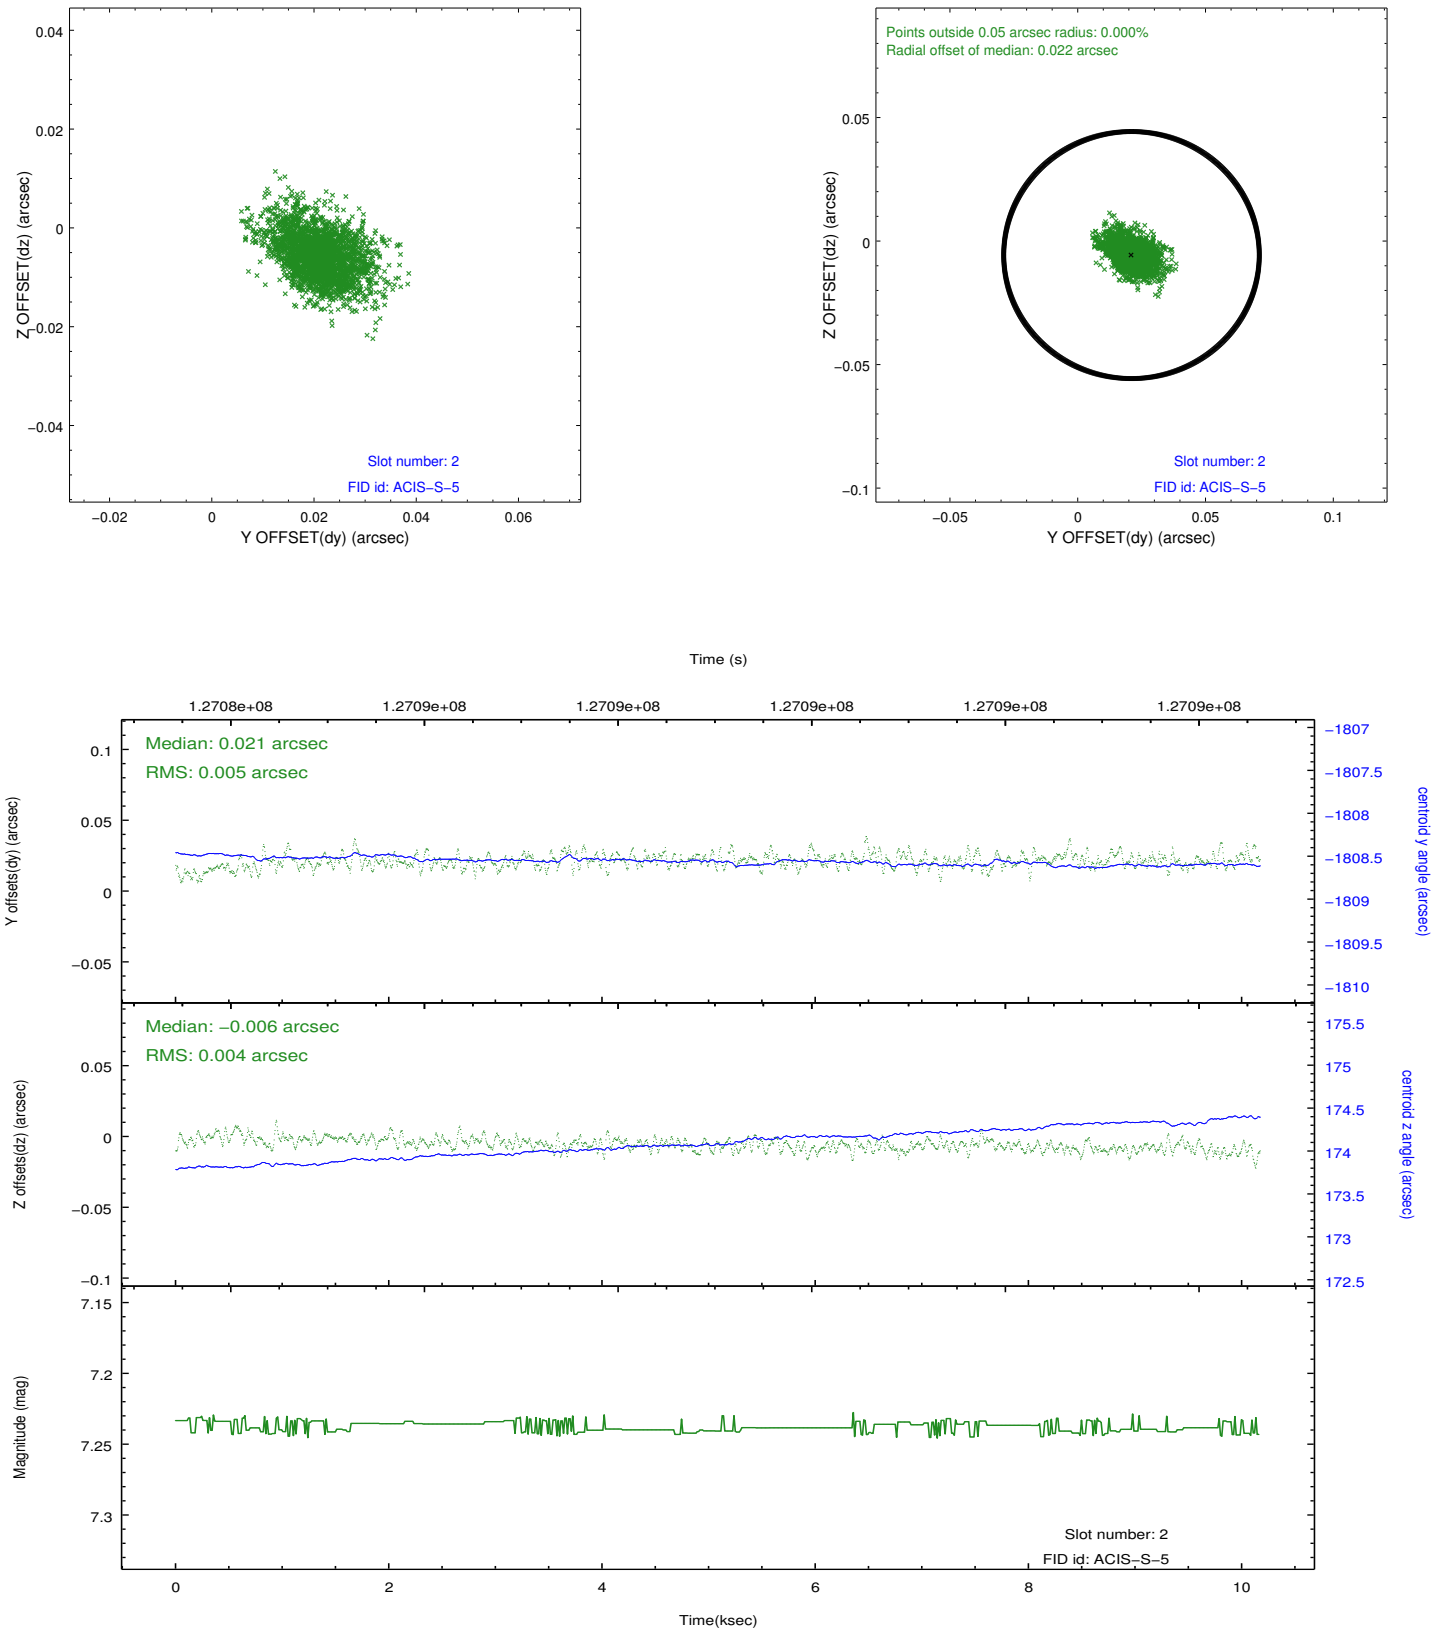 0.04
0.02
0
−0.02
−0.04
Z OFFSET(dz) (arcsec)
Slot number: 2
FID id: ACIS−S−5
−0.02
0
0.02
0.04
0.06
Y OFFSET(dy) (arcsec)
Points outside 0.05 arcsec radius: 0.000%
Radial offset of median: 0.022 arcsec
0.05
0
−0.05
−0.1
Z OFFSET(dz) (arcsec)
Slot number: 2
FID id: ACIS−S−5
−0.05
0
0.05
0.1
Y OFFSET(dy) (arcsec)
Time (s)
1.2708e+08
1.2709e+08
1.2709e+08
1.2709e+08
1.2709e+08
1.2709e+08
Median: 0.021 arcsec
RMS: 0.005 arcsec
0.1
0.05
0
−0.05
Y offsets(dy) (arcsec)
−1807
−1807.5
−1808
−1808.5
−1809
−1809.5
−1810
centroid y angle (arcsec)
Median: −0.006 arcsec
RMS: 0.004 arcsec
0.05
0
−0.05
−0.1
Z offsets(dz) (arcsec)
175.5
175
174.5
174
173.5
173
172.5
centroid z angle (arcsec)
7.15
7.2
7.25
7.3
Magnitude (mag)
Slot number: 2
FID id: ACIS−S−5
0
2
4
6
8
10
Time(ksec)